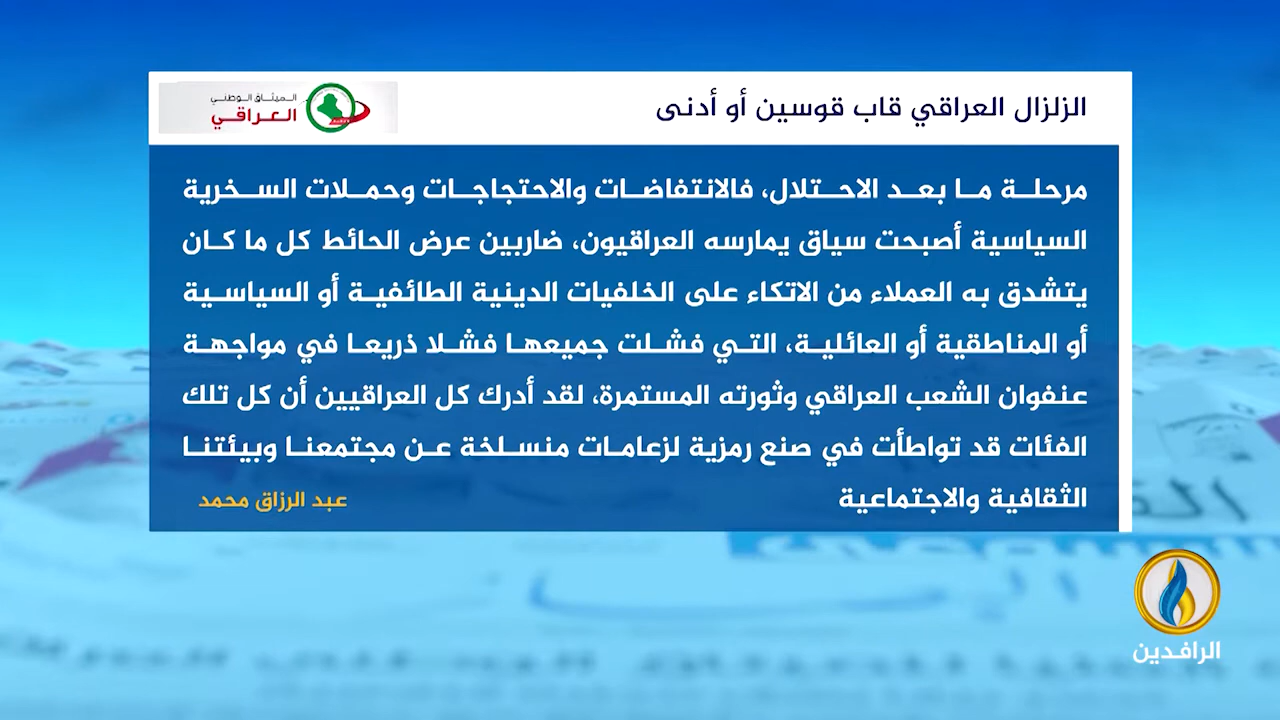 الزلزال العراقي قاب قوسين أو أدنى
الميثاق الوطني
العراقي
مرحلة ما بعد الاحتلال، فالانتفاضات والاحتجاجات وحملات السخرية
السياسية أصبحت سياق يمارسه العراقيون، ضاربين عرض الحائط كل ما كان
يتشدق به العملاء من الاتكاء على الخلفيات الدينية الطائفية أو السياسية
أو المناطقية أو العائلية، التي فشلت جميعها فشلا ذريعا في مواجهة
عنفوان الشعب العراقي وثورته المستمرة، لقد أدرك كل العراقيين أن كل تلك
الفئات قد تواطأت في صنع رمزية لزعامات منسلخة عن مجتمعنا وبيئتنا
الثقافية والاجتماعية
عبد الرزاق محمد
الرافدين